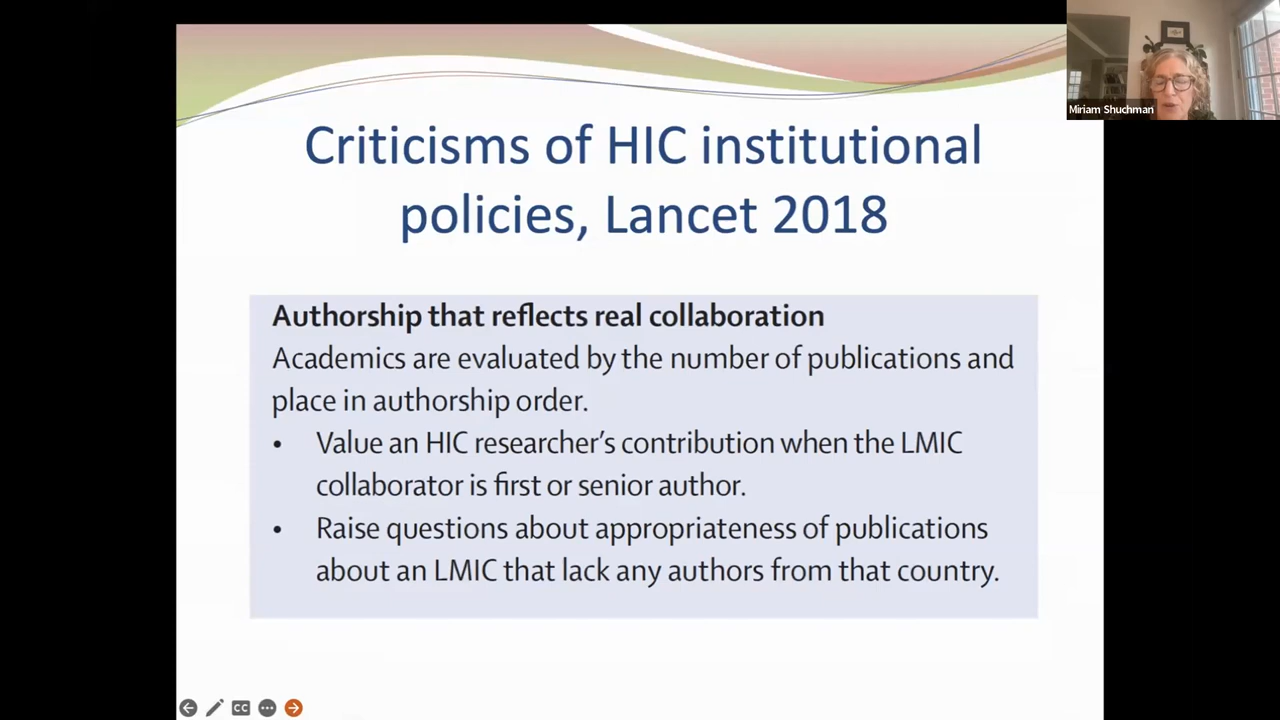 Miriam Shuchman
Criticisms of HIC institutional
policies, Lancet 2018
Authorship that reflects real collaboration
Academics are evaluated by the number of publications and
place in authorship order.
• Value an HIC researcher’s contribution when the LMIC
collaborator is first or senior author.
• Raise questions about appropriateness of publications
about an LMIC that lack any authors from that country.
CC